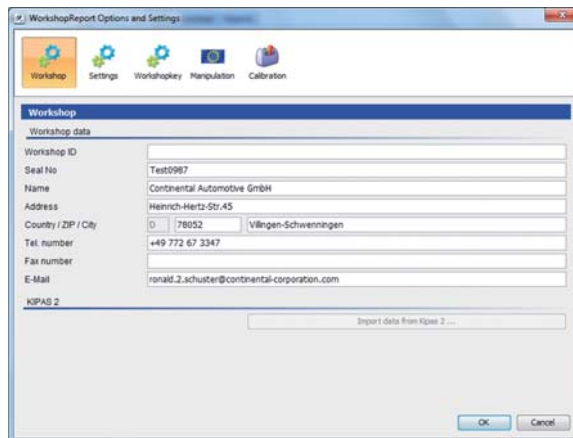 WorkshopReport Options and Settings
Workshop Settings Workshopkey Manipulation Calibration
Workshop
Workshop data
Workshop ID
Seal No Test0987
Name Continental Automotive GmbH
Address Heinrich-Hertz-Str.45
Country / ZIP / City D 78052 Villingen-Schwenningen
Tel. number +49 772 67 3347
Fax number
E-Mail ronald.2.schuster@continental-corporation.com
KIPAS 2
Import data from Kipas 2 ...
OK Cancel